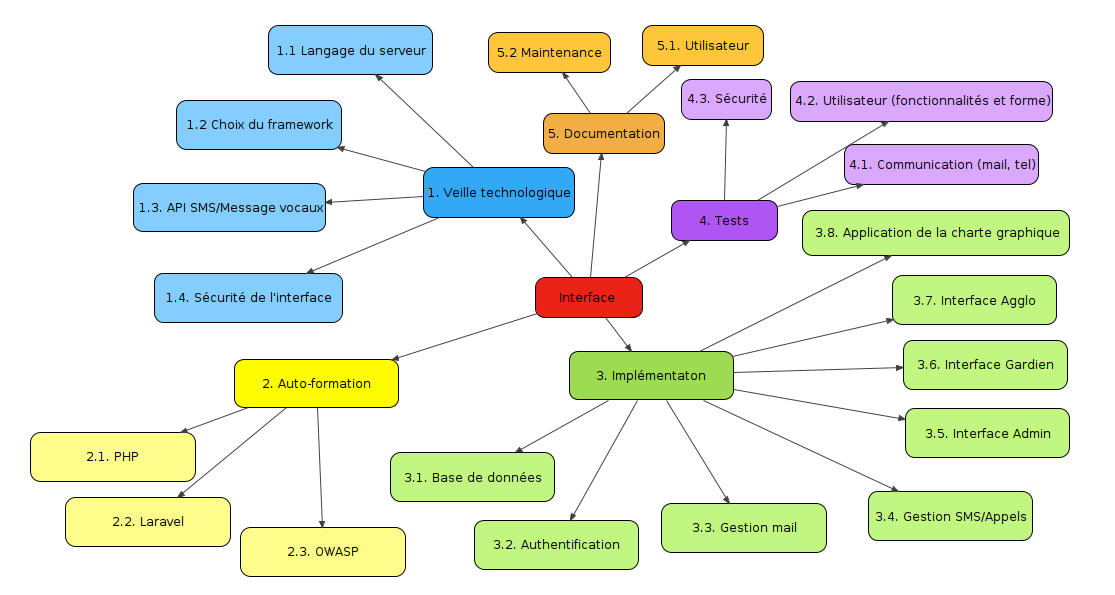 1.1 Langage du serveur
5.2 Maintenance
5.1. Utilisateur
4.3. Sécurité
4.2. Utilisateur (fonctionnalités et forme)
1.2 Choix du framework
5. Documentation
4.1. Communication (mail, tel)
1. Veille technologique
1.3. API SMS/Message vocaux
4. Tests
3.8. Application de la charte graphique
1.4. Sécurité de l'interface
Interface
3.7. Interface Agglo
3.6. Interface Gardien
2. Auto-formation
3. Implémentaton
3.5. Interface Admin
2.1. PHP
3.1. Base de données
2.2. Laravel
3.4. Gestion SMS/Appels
3.3. Gestion mail
3.2. Authentification
2.3. OWASP